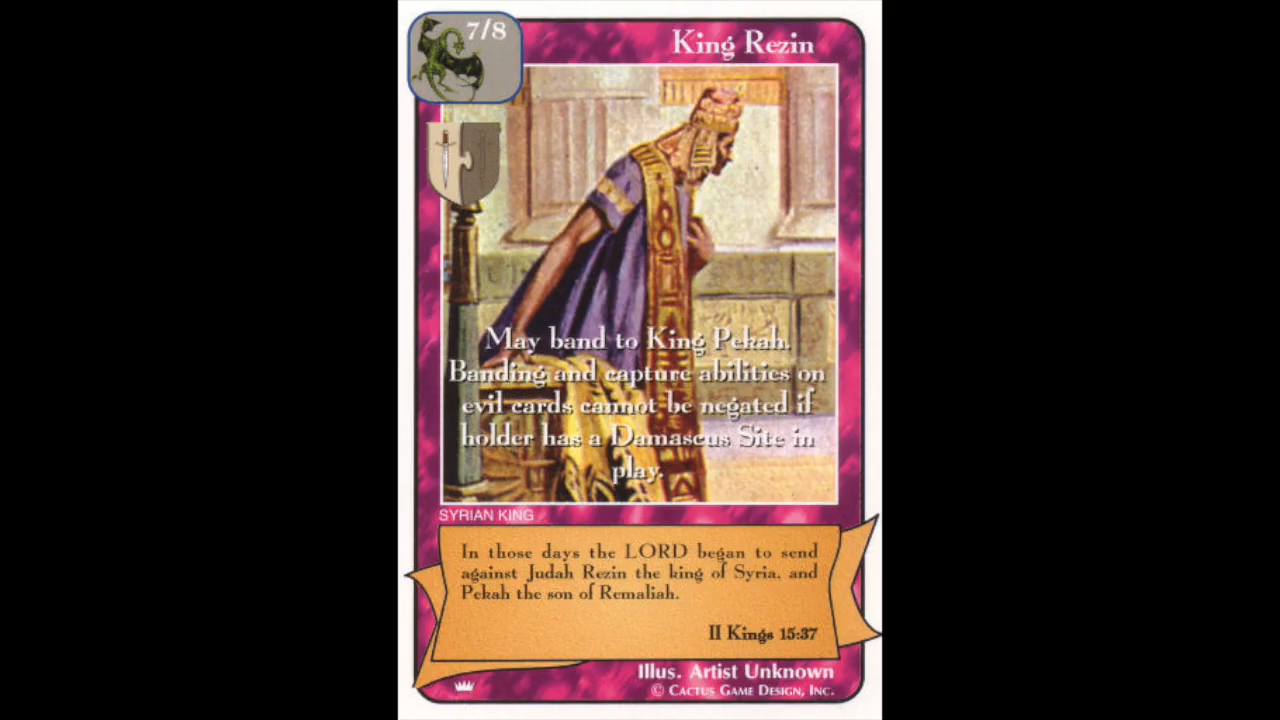 7/8
King Rezin
May band to King Pekah.
Banding and capture abilities on
evil cards cannot be negated if
holder has a Damascus Site in
play.
SYRIAN KING
In those days the LORD began to send
against Judah Rezin the king of Syria, and
Pekah the son of Remaliah.
II Kings 15:37
Illus. Artist Unknown
© CACTUS GAME DESIGN, INC.